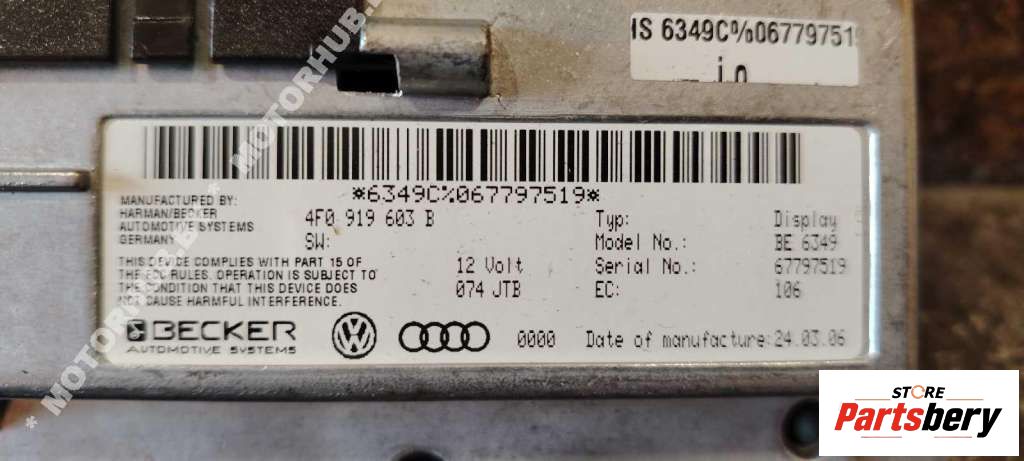 IS 6349C%06779751
*6349C%067797519*
MANUFACTURED BY:
HARMAN/BECKER
AUTOMOTIVE SYSTEMS
GERMANY
4F0 919 603 B
SW:
Typ: Display
Model No.: BE 6349
Serial No.: 67797519
EC: 106
THIS DEVICE COMPLIES WITH PART 15 OF
THE FCC RULES. OPERATION IS SUBJECT TO
THE CONDITION THAT THIS DEVICE DOES
NOT CAUSE HARMFUL INTERFERENCE.
12 Volt
074 JTB
BECKER
AUTOMOTIVE SYSTEMS
0000
Date of manufacture: 24.03.06
STORE
Partsbery
* MOTORHUB.